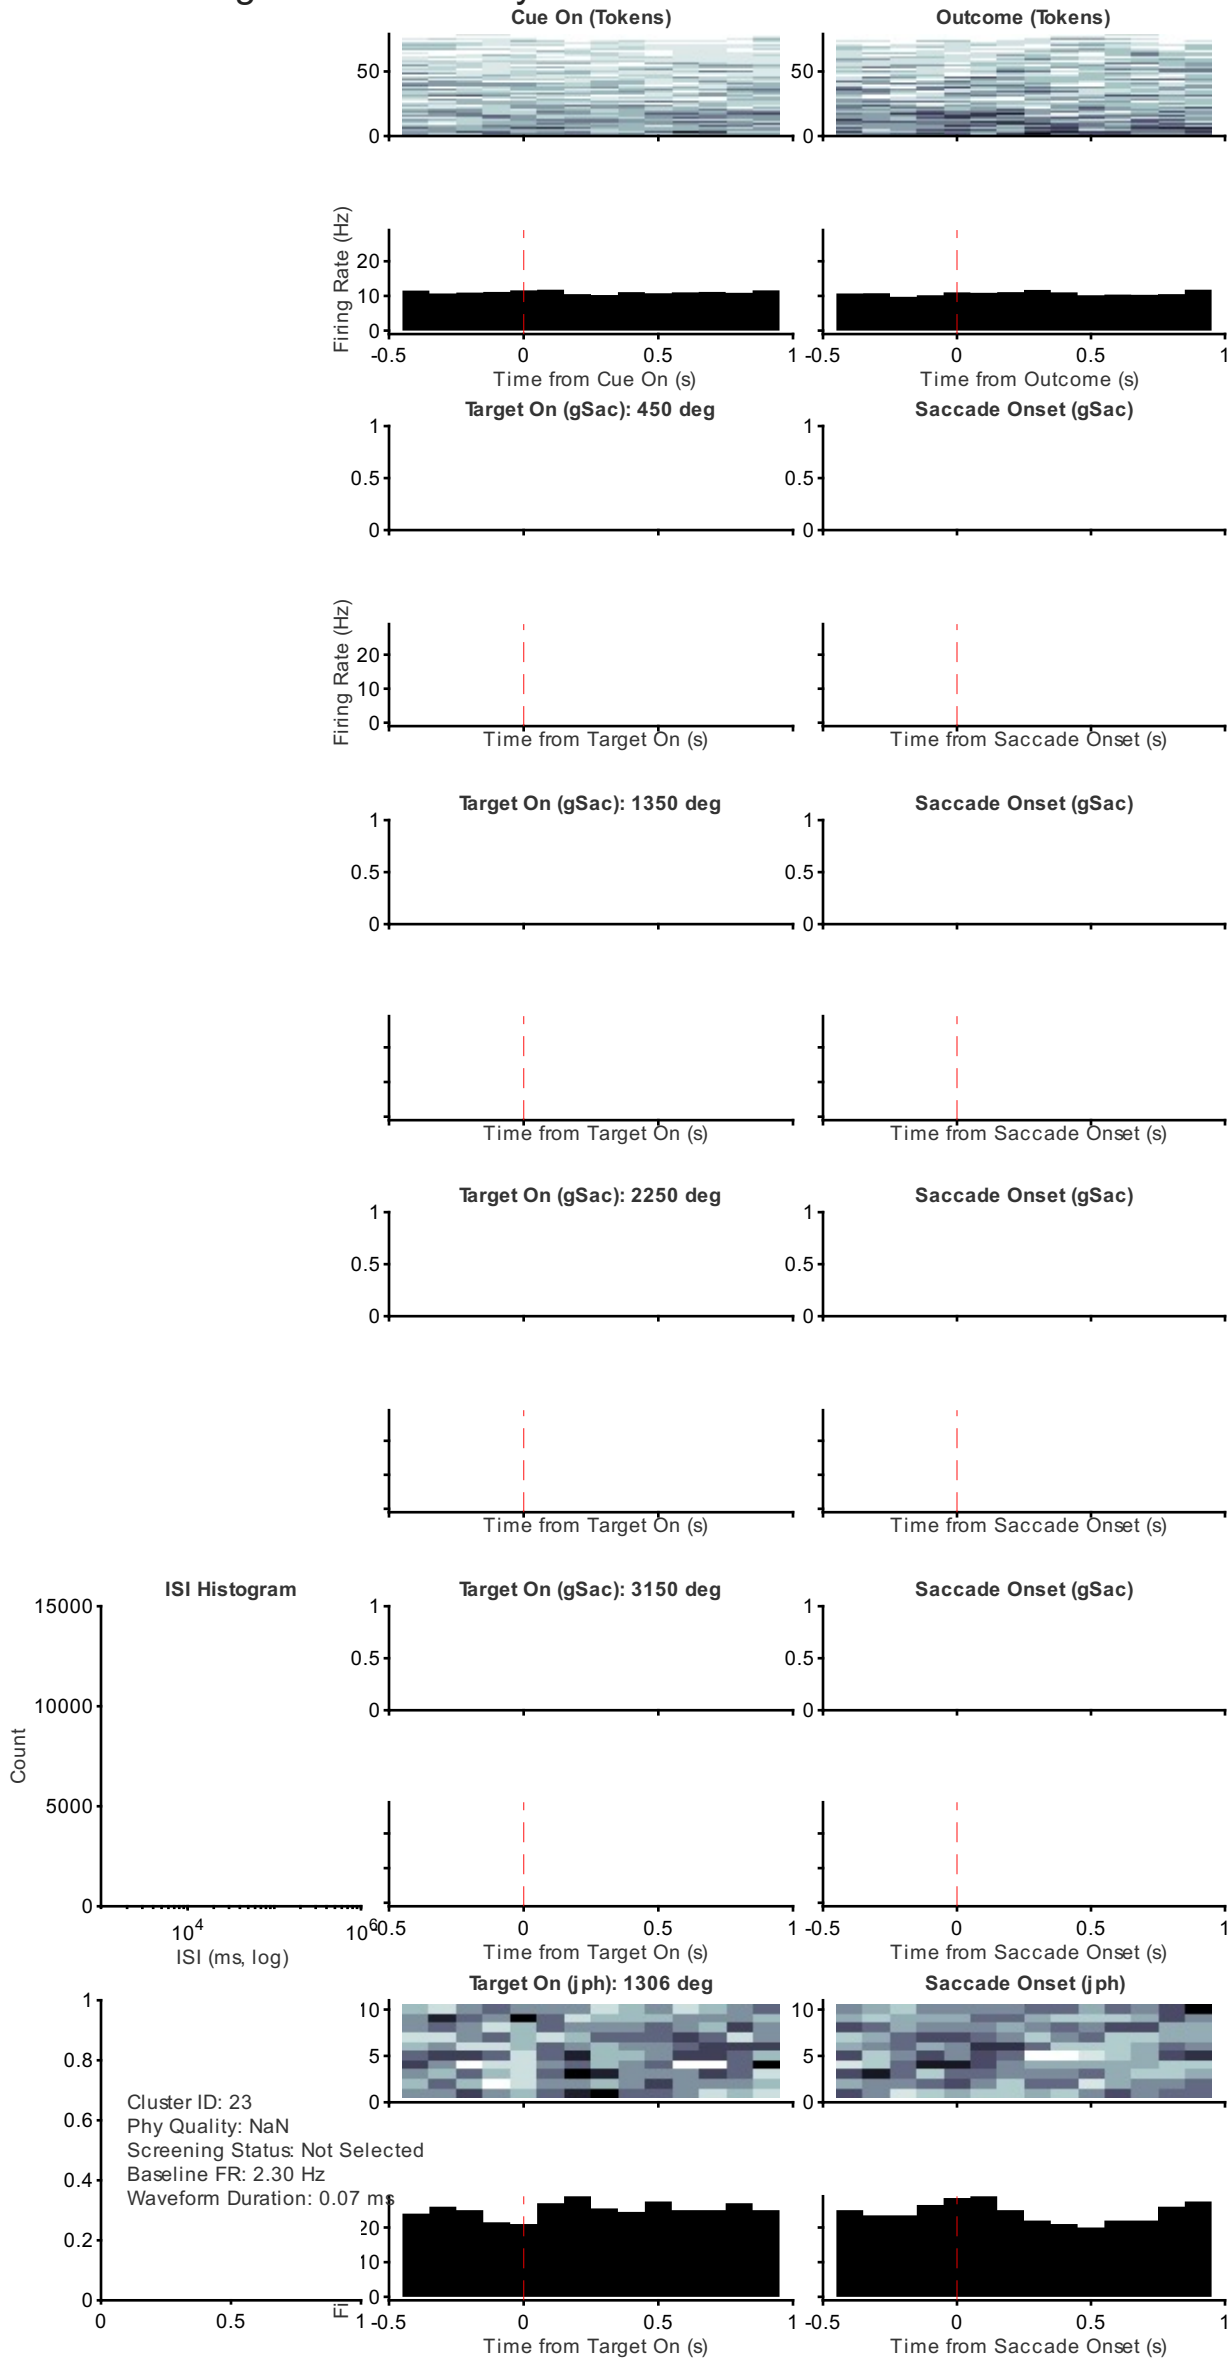 Cue On (Tokens)
Outcome (Tokens)
50
0
50
0
Firing Rate (Hz)
20
10
0
-0.5
0
0.5
1
-0.5
0
0.5
1
Time from Cue On (s)
Time from Outcome (s)
Target On (gSac): 450 deg
Saccade Onset (gSac)
1
0.5
0
1
0.5
0
Firing Rate (Hz)
20
10
0
Time from Target On (s)
Time from Saccade Onset (s)
Target On (gSac): 1350 deg
Saccade Onset (gSac)
1
0.5
0
1
0.5
0
Time from Target On (s)
Time from Saccade Onset (s)
Target On (gSac): 2250 deg
Saccade Onset (gSac)
1
0.5
0
1
0.5
0
Time from Target On (s)
Time from Saccade Onset (s)
ISI Histogram
15000
10000
5000
0
Count
10^4
10^6
ISI (ms, log)
Target On (gSac): 3150 deg
Saccade Onset (gSac)
1
0.5
0
1
0.5
0
-0.5
0
0.5
1
-0.5
0
0.5
1
Time from Target On (s)
Time from Saccade Onset (s)
Target On (jph): 1306 deg
Saccade Onset (jph)
1
0.8
0.6
0.4
0.2
0
0
0.5
1
Cluster ID: 23
Phy Quality: NaN
Screening Status: Not Selected
Baseline FR: 2.30 Hz
Waveform Duration: 0.07 ms
10
5
0
10
5
0
Fi
20
10
0
-0.5
0
0.5
1
-0.5
0
0.5
1
Time from Target On (s)
Time from Saccade Onset (s)